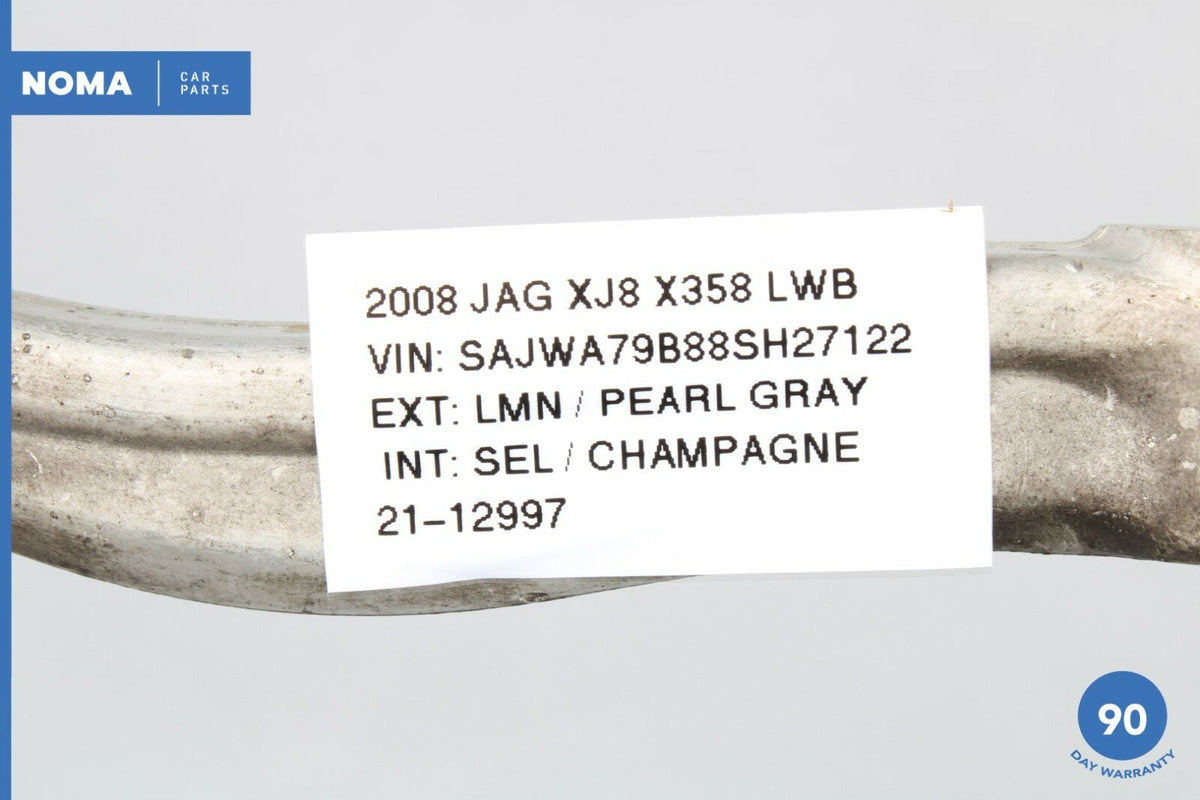 NOMA
CAR
PARTS
2008 JAG XJ8 X358 LWB
VIN: SAJWA79B88SH27122
EXT: LMN / PEARL GRAY
INT: SEL / CHAMPAGNE
21-12997
90
DAY WARRANTY